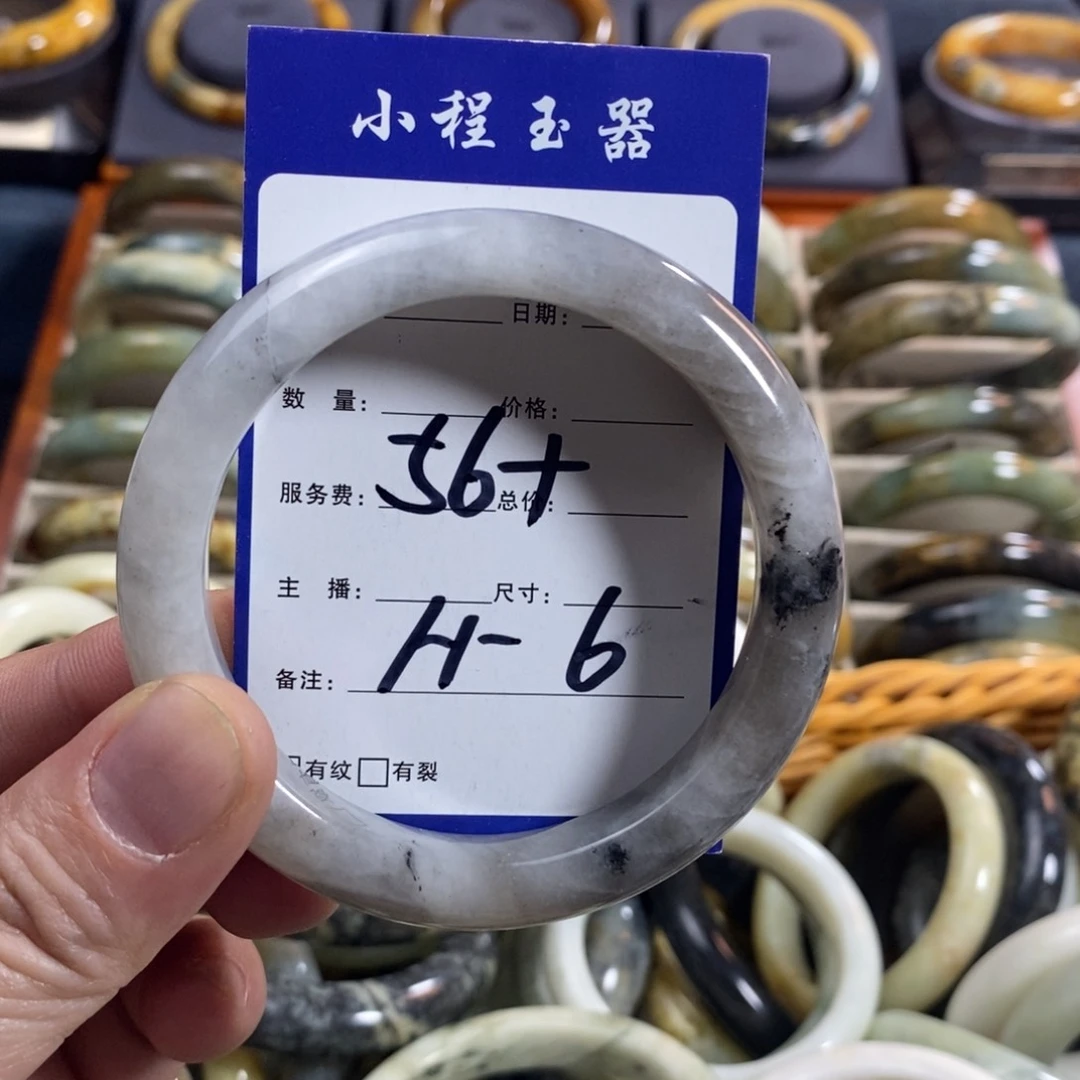 小程玉器
日期:
数 量: 价格:
56+
服务费: 总价:
主 播: 尺寸:
H-6
备注:
有纹 有裂